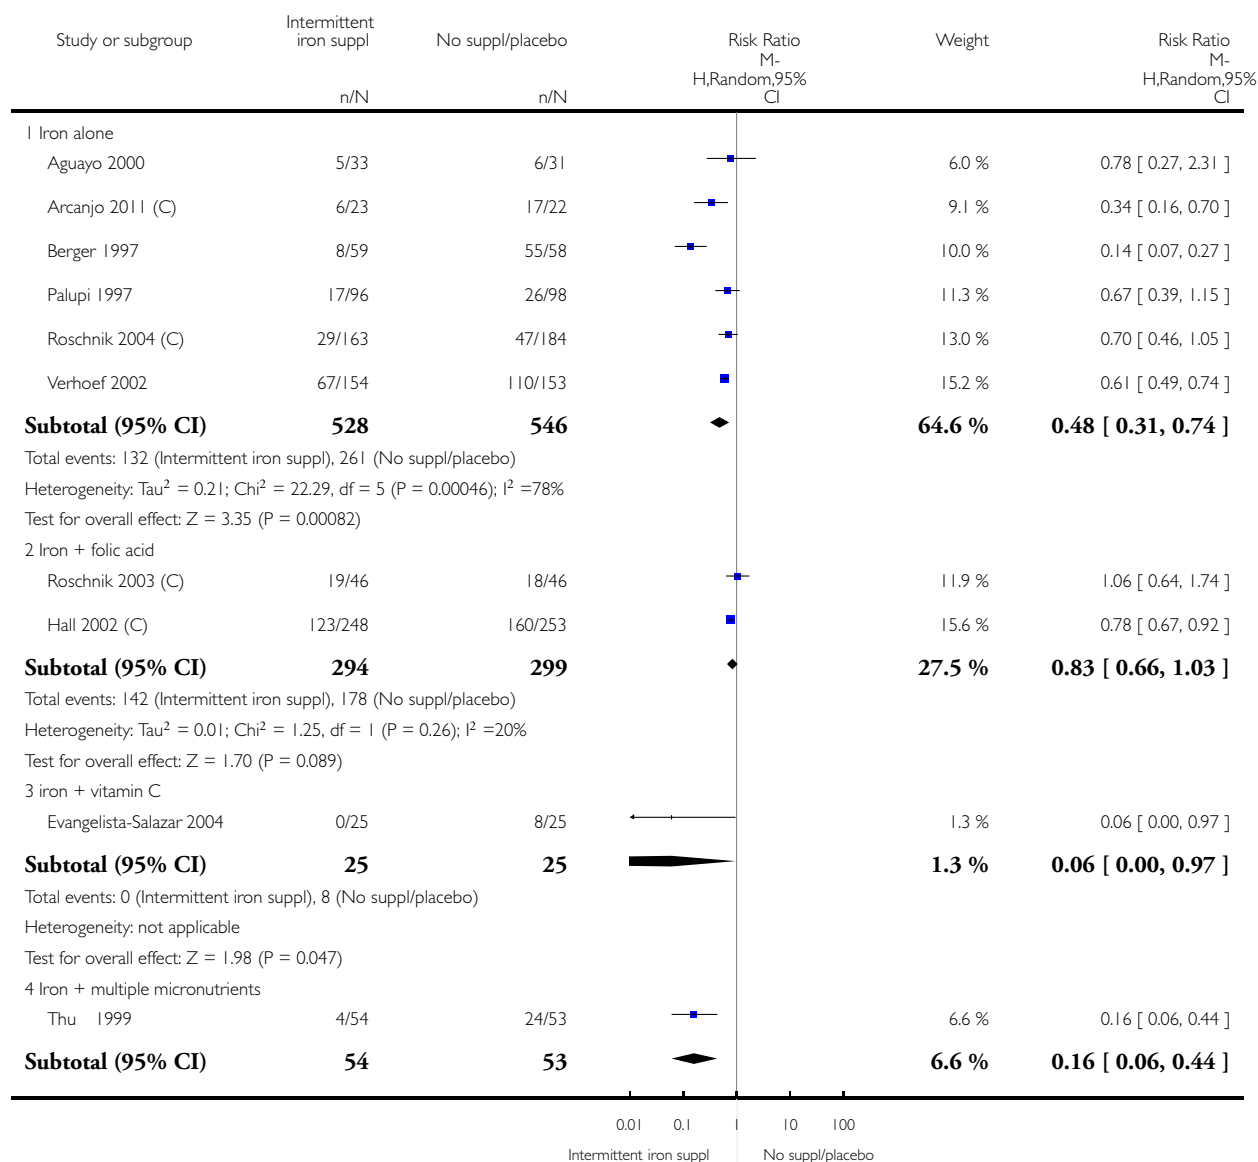 Study or subgroup Intermittent iron suppl No suppl/placebo Risk Ratio Weight Risk Ratio
M-H,Random,95% CI M-H,Random,95% CI
n/N n/N
1 Iron alone
Aguayo 2000 5/33 6/31 6.0 % 0.78 [ 0.27, 2.31 ]
Arcanjo 2011 (C) 6/23 17/22 9.1 % 0.34 [ 0.16, 0.70 ]
Berger 1997 8/59 55/58 10.0 % 0.14 [ 0.07, 0.27 ]
Palupi 1997 17/96 26/98 11.3 % 0.67 [ 0.39, 1.15 ]
Roschnik 2004 (C) 29/163 47/184 13.0 % 0.70 [ 0.46, 1.05 ]
Verhoef 2002 67/154 110/153 15.2 % 0.61 [ 0.49, 0.74 ]
Subtotal (95% CI) 528 546 64.6 % 0.48 [ 0.31, 0.74 ]
Total events: 132 (Intermittent iron suppl), 261 (No suppl/placebo)
Heterogeneity: Tau² = 0.21; Chi² = 22.29, df = 5 (P = 0.00046); I² =78%
Test for overall effect: Z = 3.35 (P = 0.00082)
2 Iron + folic acid
Roschnik 2003 (C) 19/46 18/46 11.9 % 1.06 [ 0.64, 1.74 ]
Hall 2002 (C) 123/248 160/253 15.6 % 0.78 [ 0.67, 0.92 ]
Subtotal (95% CI) 294 299 27.5 % 0.83 [ 0.66, 1.03 ]
Total events: 142 (Intermittent iron suppl), 178 (No suppl/placebo)
Heterogeneity: Tau² = 0.01; Chi² = 1.25, df = 1 (P = 0.26); I² =20%
Test for overall effect: Z = 1.70 (P = 0.089)
3 iron + vitamin C
Evangelista-Salazar 2004 0/25 8/25 1.3 % 0.06 [ 0.00, 0.97 ]
Subtotal (95% CI) 25 25 1.3 % 0.06 [ 0.00, 0.97 ]
Total events: 0 (Intermittent iron suppl), 8 (No suppl/placebo)
Heterogeneity: not applicable
Test for overall effect: Z = 1.98 (P = 0.047)
4 Iron + multiple micronutrients
Thu 1999 4/54 24/53 6.6 % 0.16 [ 0.06, 0.44 ]
Subtotal (95% CI) 54 53 6.6 % 0.16 [ 0.06, 0.44 ]
0.01 0.1 1 10 100
Intermittent iron suppl No suppl/placebo